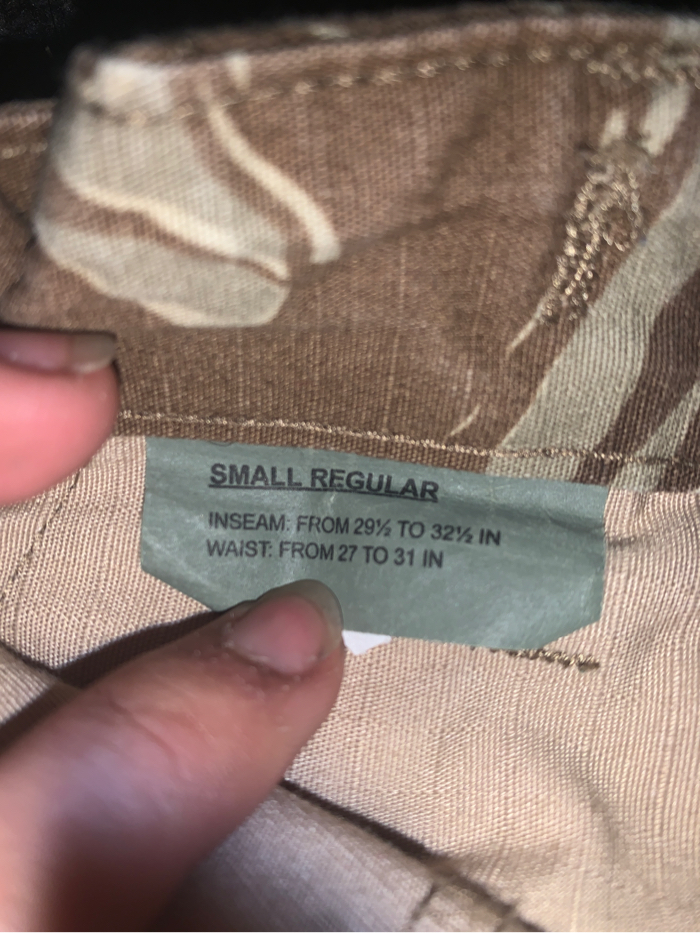 SMALL REGULAR
INSEAM: FROM 29½ TO 32½ IN
WAIST: FROM 27 TO 31 IN